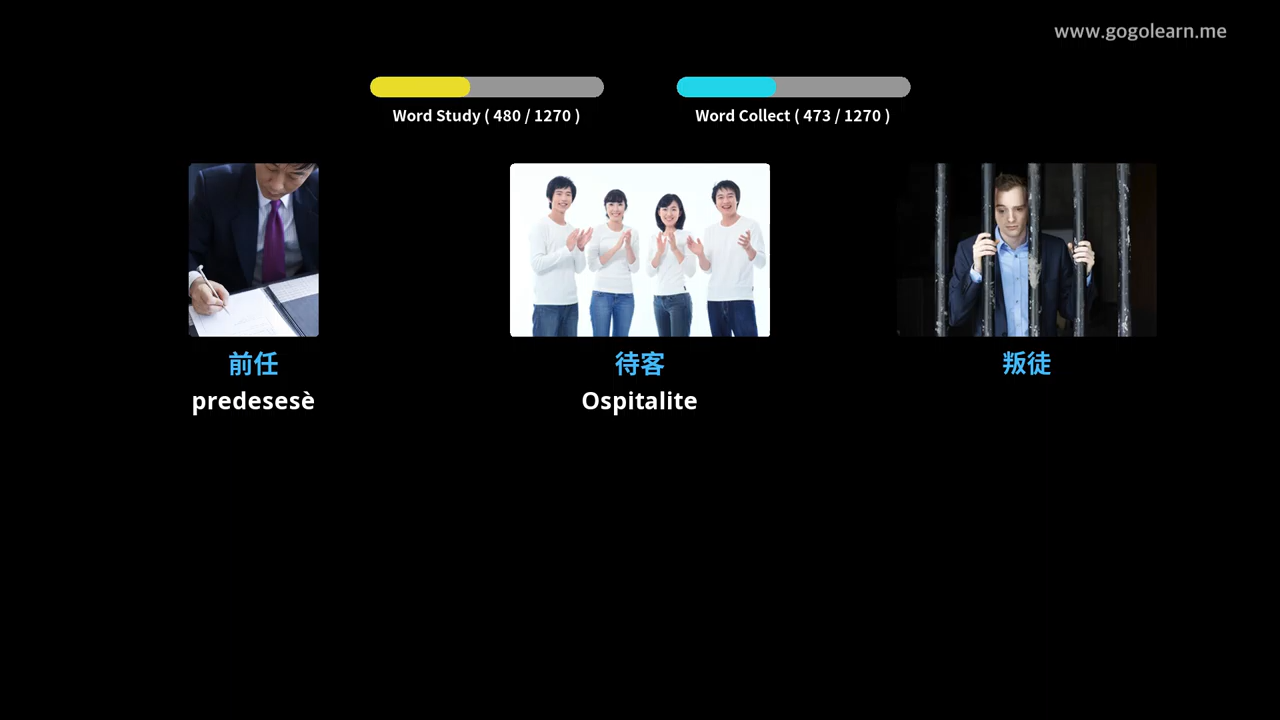 www.gogolearn.me
Word Study ( 480 / 1270 )
Word Collect ( 473 / 1270 )
前任
待客
叛徒
predesesè
Ospitalite